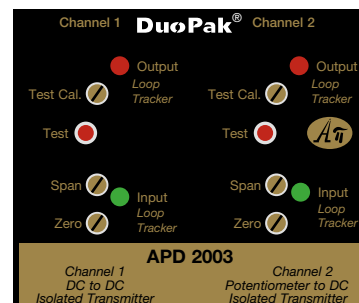 Channel 1 DuoPak® Channel 2
Output Output
Loop Loop
Test Cal. Tracker Test Cal. Tracker
Test Test
Span Span
Input Input
Loop Loop
Zero Tracker Zero Tracker
APD 2003
Channel 1 Channel 2
DC to DC Potentiometer to DC
Isolated Transmitter Isolated Transmitter